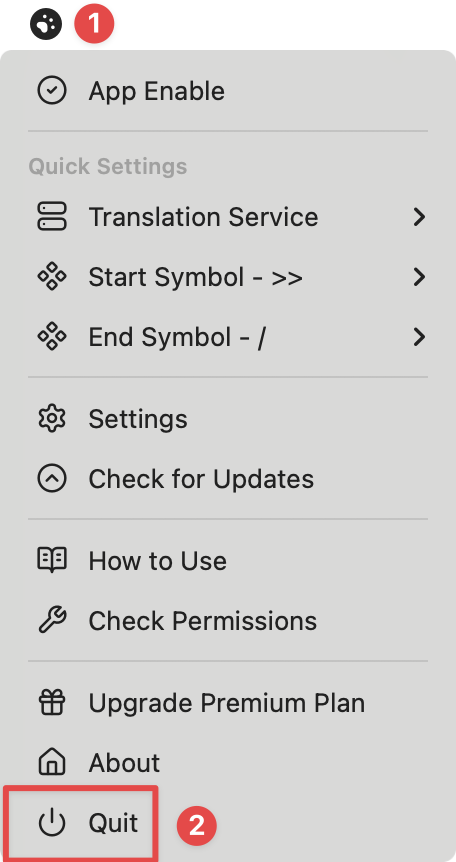 1
App Enable
Quick Settings
Translation Service
Start Symbol - >>
End Symbol - /
Settings
Check for Updates
How to Use
Check Permissions
Upgrade Premium Plan
About
Quit 2